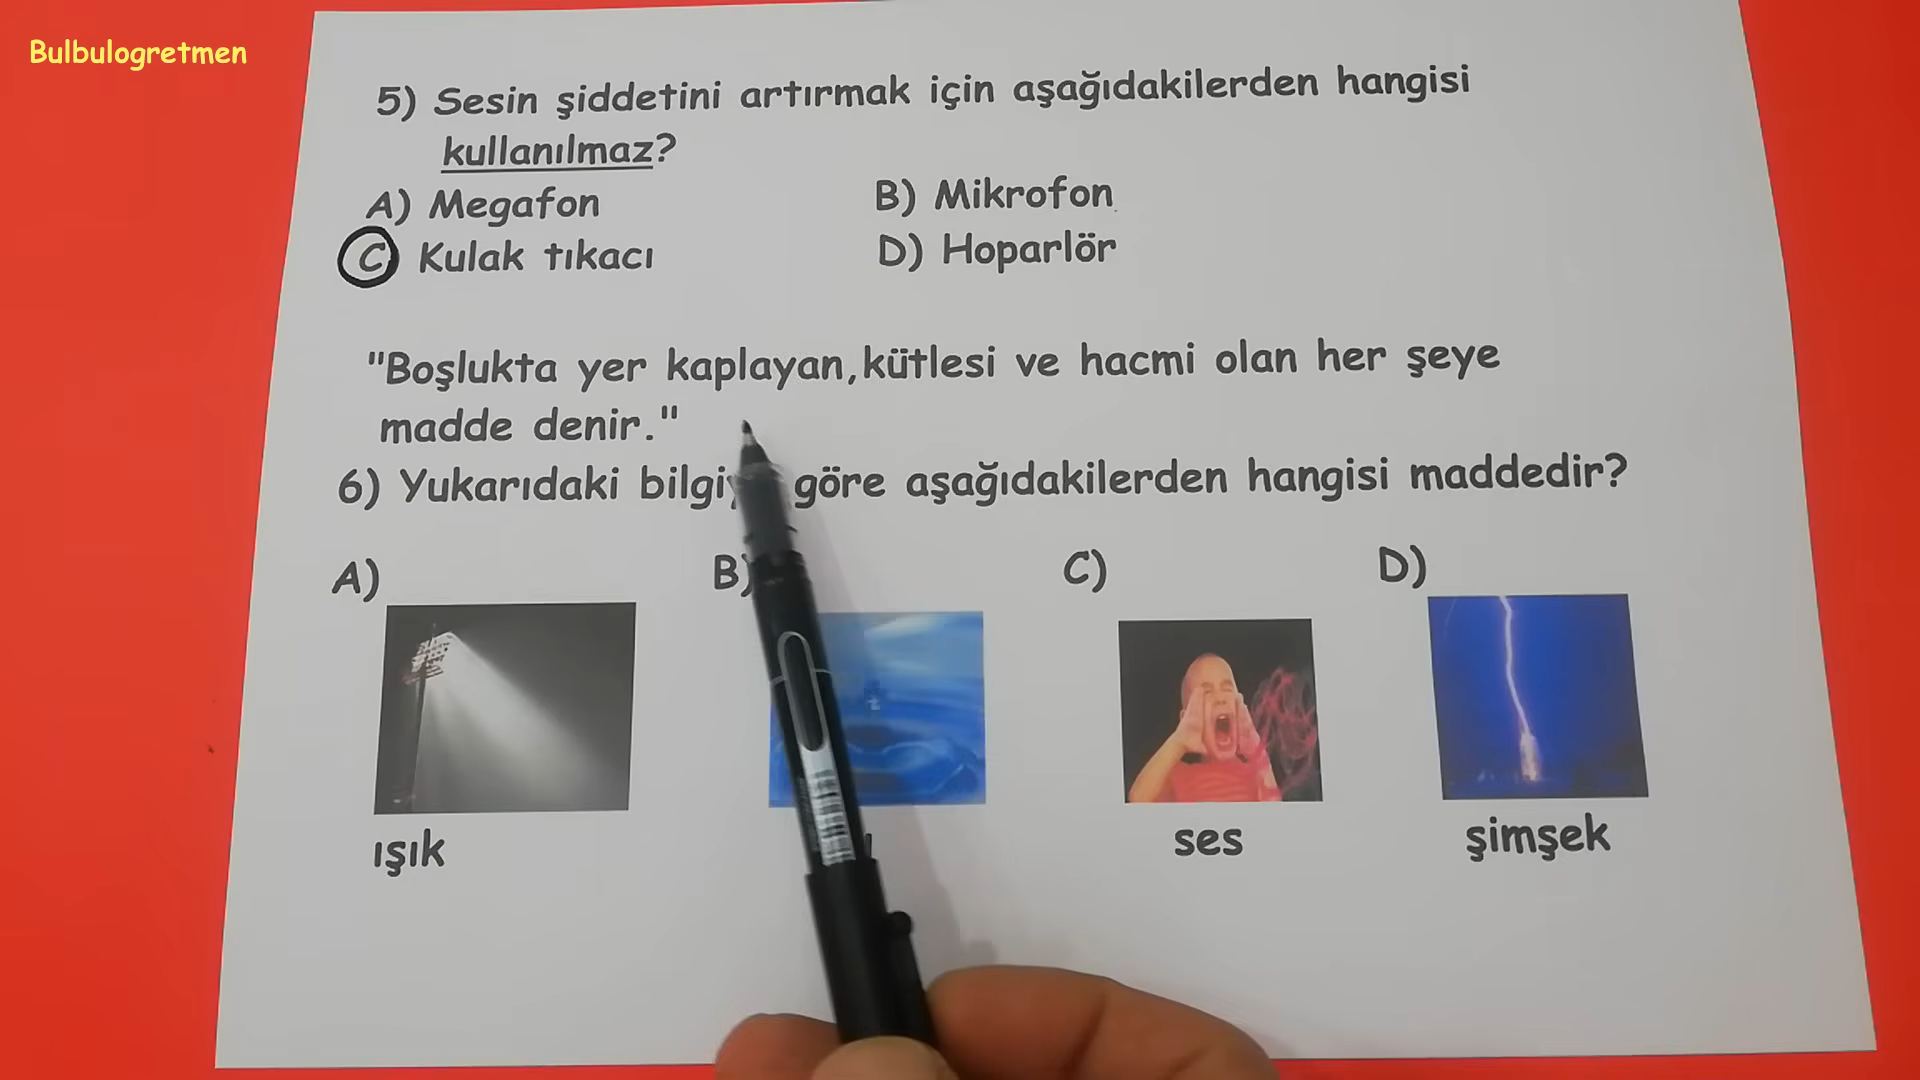 Bulbulogretmen
5) Sesin şiddetini artırmak için aşağıdakilerden hangisi
kullanılmaz?
A) Megafon B) Mikrofon
C Kulak tıkacı D) Hoparlör
"Boşlukta yer kaplayan,kütlesi ve hacmi olan her şeye
madde denir."
6) Yukarıdaki göre aşağıdakilerden hangisi maddedir?
A) B) C) D)
ışık ses şimşek